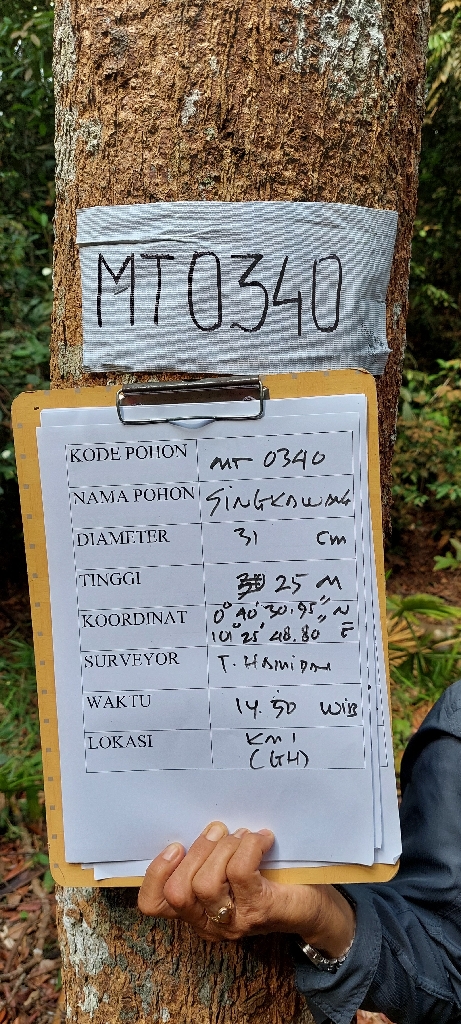 MT0340
KODE POHON MT 0340
NAMA POHON SINGKAWANG
DIAMETER 31 Cm
TINGGI 25 M
KOORDINAT 0° 40' 30.95" N
101° 25' 48.80" E
SURVEYOR T. HAMIDAN
WAKTU 14.50 WIB
LOKASI KM 1
(GH)